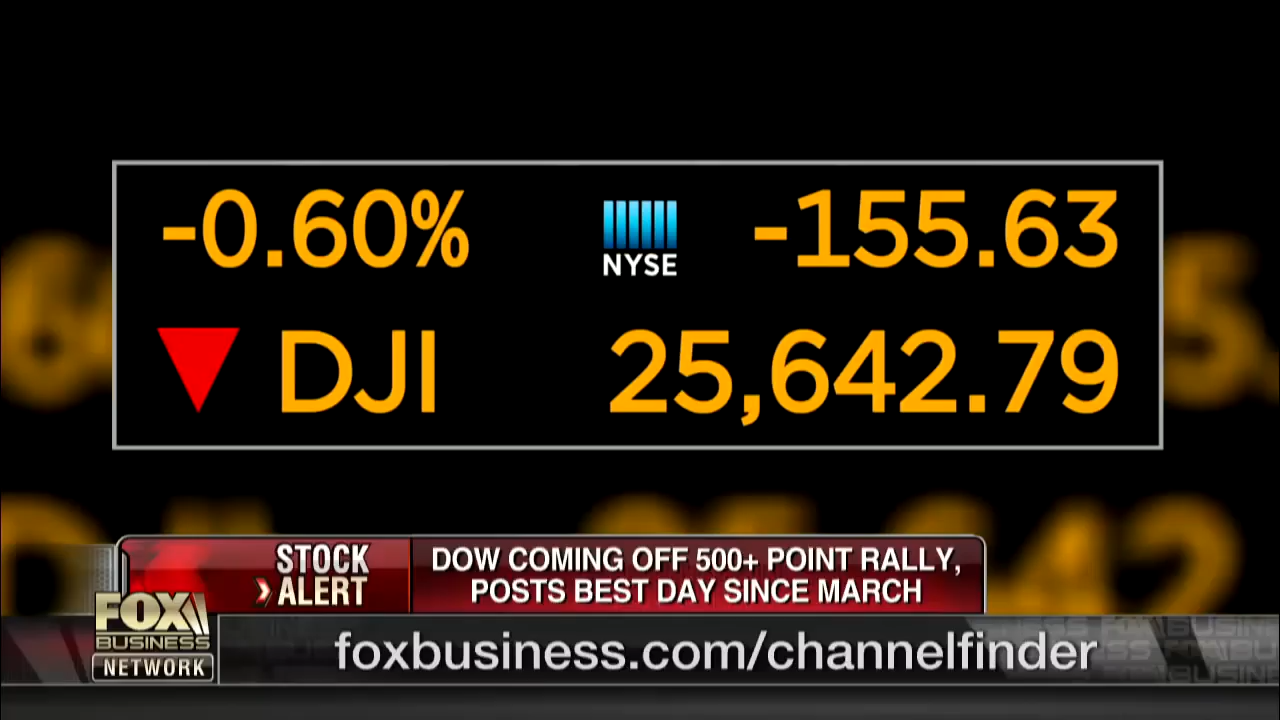 -0.60%
NYSE
-155.63
▼ DJI
25,642.79
STOCK
ALERT
DOW COMING OFF 500+ POINT RALLY,
POSTS BEST DAY SINCE MARCH
FOX
BUSINESS
NETWORK
foxbusiness.com/channelfinder